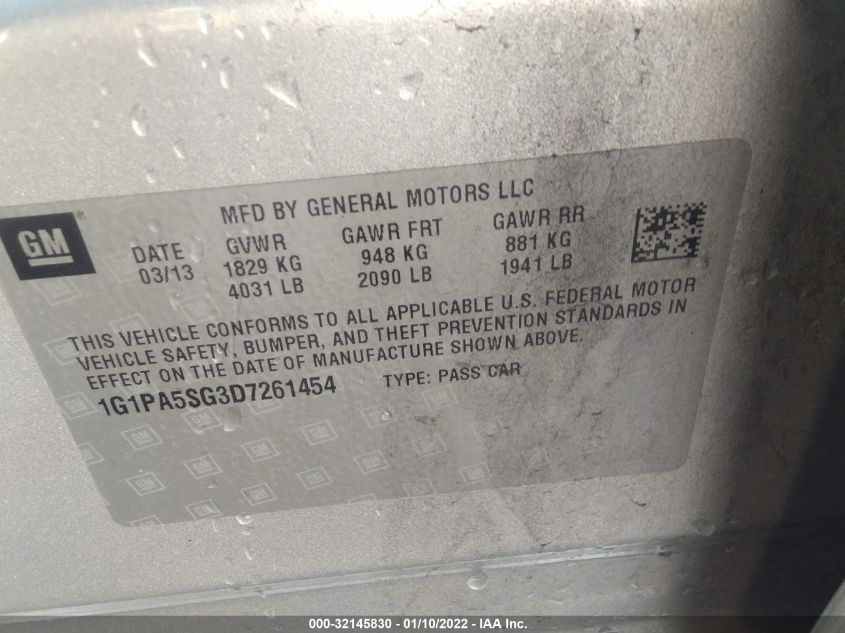 MFD BY GENERAL MOTORS LLC
GM
DATE GVWR GAWR FRT GAWR RR
03/13 1829 KG 948 KG 881 KG
4031 LB 2090 LB 1941 LB
THIS VEHICLE CONFORMS TO ALL APPLICABLE U.S. FEDERAL MOTOR
VEHICLE SAFETY, BUMPER, AND THEFT PREVENTION STANDARDS IN
EFFECT ON THE DATE OF MANUFACTURE SHOWN ABOVE.
1G1PA5SG3D7261454 TYPE: PASS CAR
000-32145830 - 01/10/2022 - IAA Inc.